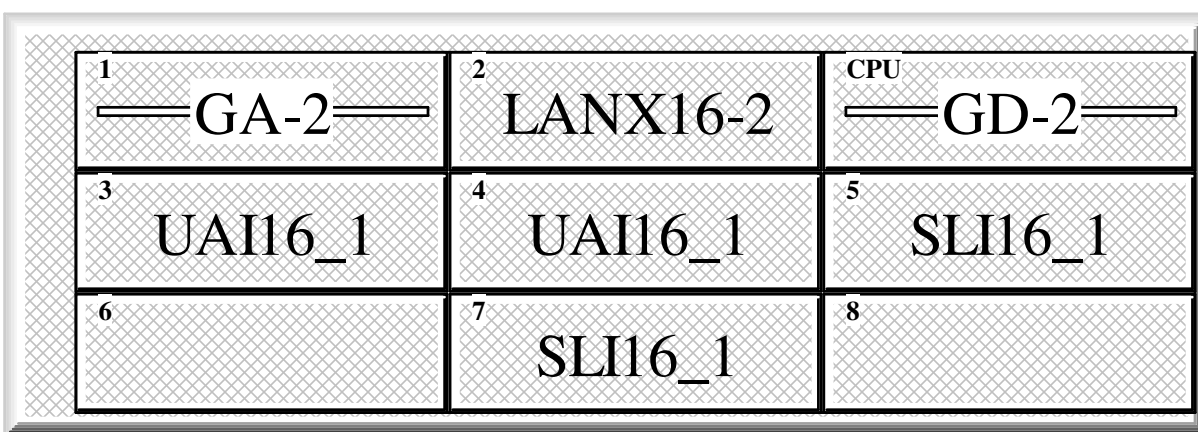 1
GA-2
2
LANX16-2
CPU
GD-2
3
UAI16_1
4
UAI16_1
5
SLI16_1
6
7
SLI16_1
8